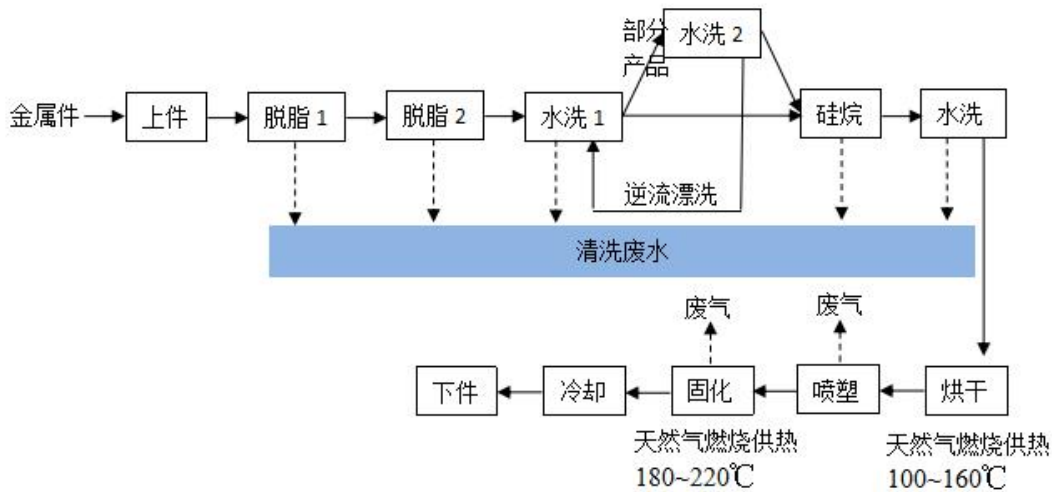 部分
产品
水洗 2
金属件
上件
脱脂 1
脱脂 2
水洗 1
硅烷
水洗
逆流漂洗
清洗废水
废气
废气
下件
冷却
固化
喷塑
烘干
天然气燃烧供热
180~220℃
天然气燃烧供热
100~160℃